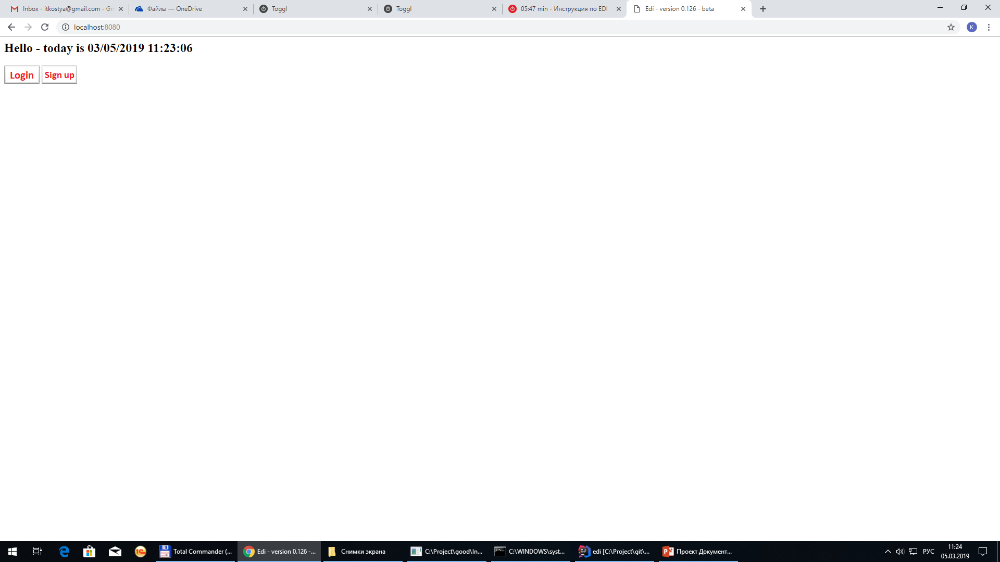 Inbox - itkostya@gmail.com - Gm
Файлы — OneDrive
Toggl
Toggl
05:47 min - Инструкция по EDI -
Edi - version 0.126 - beta
localhost:8080
K
Hello - today is 03/05/2019 11:23:06
Login
Sign up
Total Commander (...
Edi - version 0.126 -...
Снимки экрана
C:\Project\good\In...
C:\WINDOWS\syst...
edi [C:\Project\git\...
Проект Документ...
РУС
11:24
05.03.2019